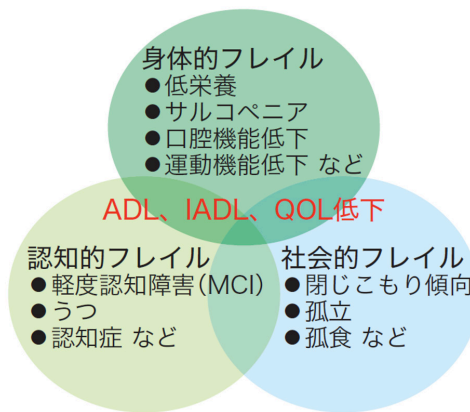 身体的フレイル
●低栄養
●サルコペニア
●口腔機能低下
●運動機能低下 など
ADL、IADL、QOL低下
認知的フレイル
●軽度認知障害(MCI)
●うつ
●認知症 など
社会的フレイル
●閉じこもり傾向
●孤立
●孤食 など